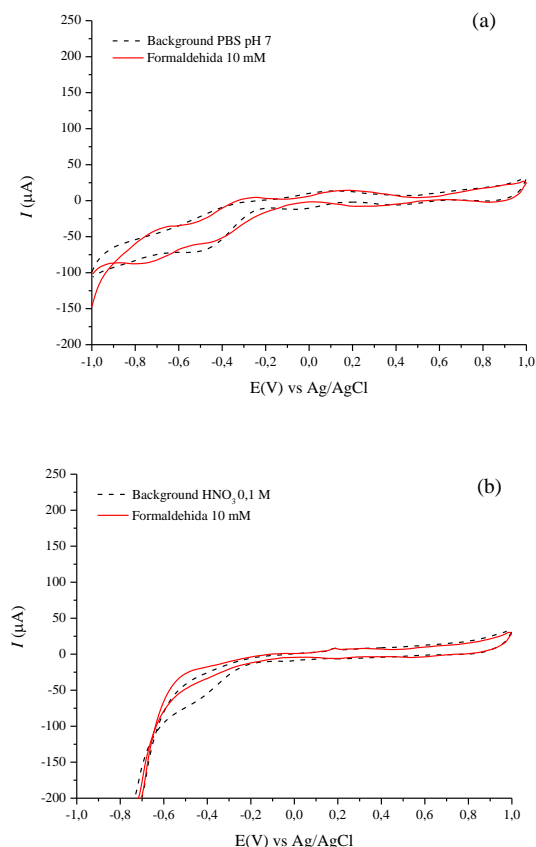 (a)
Background PBS pH 7
Formaldehida 10 mM
I (µA)
250
200
150
100
50
0
-50
-100
-150
-200
-1,0 -0,8 -0,6 -0,4 -0,2 0,0 0,2 0,4 0,6 0,8 1,0
E(V) vs Ag/AgCl
(b)
Background HNO₃ 0,1 M
Formaldehida 10 mM
I (µA)
250
200
150
100
50
0
-50
-100
-150
-200
-1,0 -0,8 -0,6 -0,4 -0,2 0,0 0,2 0,4 0,6 0,8 1,0
E(V) vs Ag/AgCl